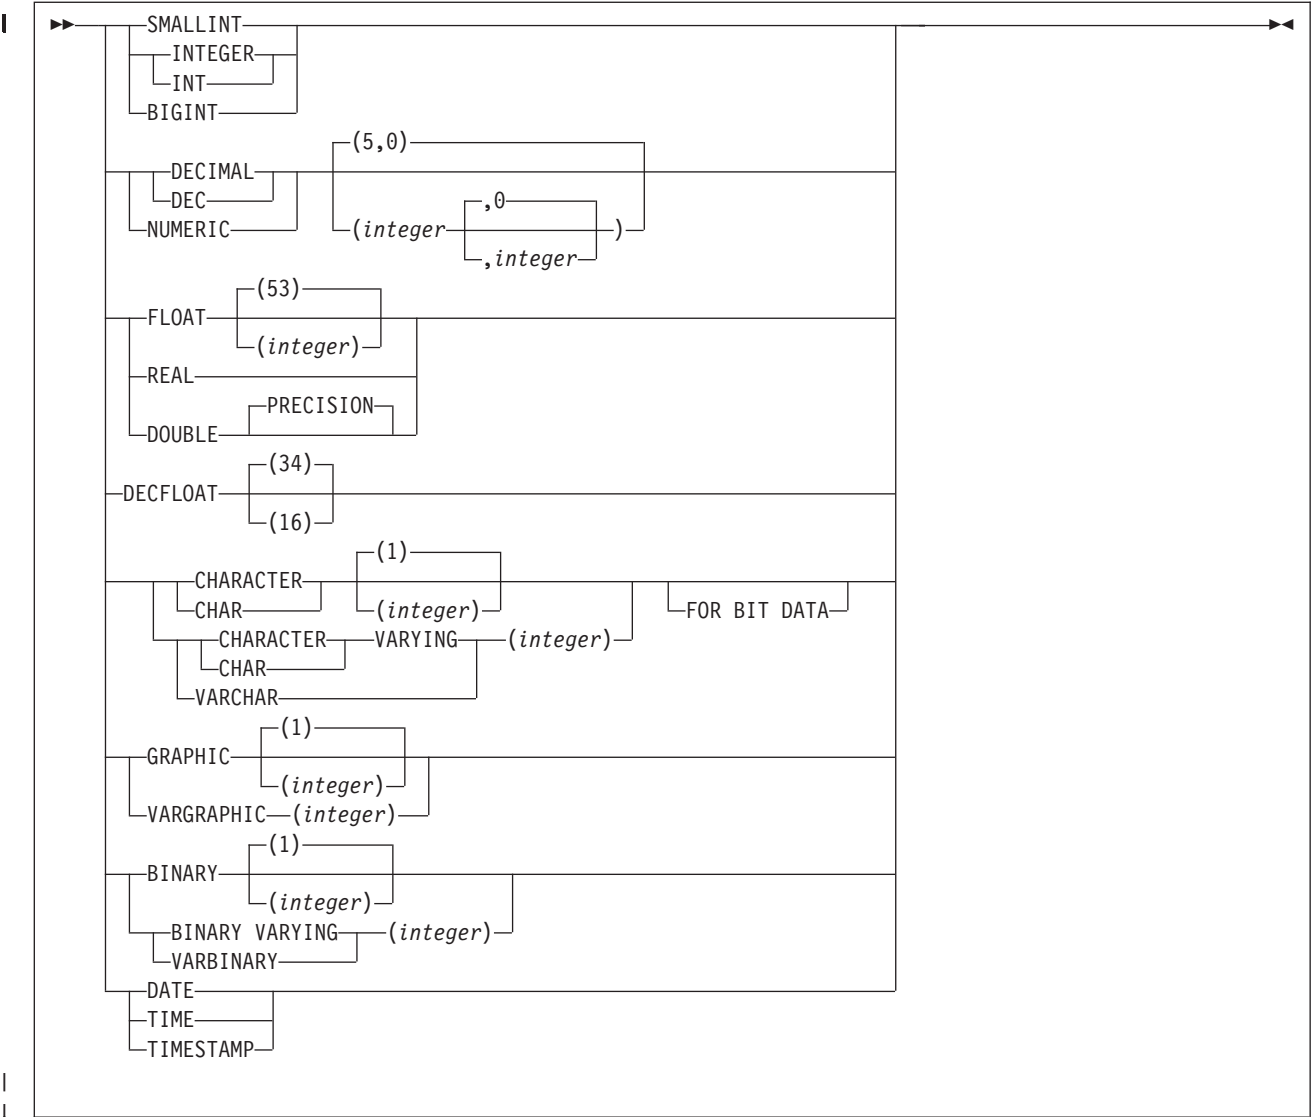 SMALLINT
INTEGER
INT
BIGINT
(5,0)
DECIMAL
DEC
,0
NUMERIC (integer )
,integer
(53)
FLOAT
(integer)
REAL
PRECISION
DOUBLE
(34)
DECFLOAT
(16)
(1)
CHARACTER
CHAR (integer) FOR BIT DATA
CHARACTER VARYING (integer)
CHAR
VARCHAR
(1)
GRAPHIC
(integer)
VARGRAPHIC (integer)
(1)
BINARY
(integer)
BINARY VARYING (integer)
VARBINARY
DATE
TIME
TIMESTAMP